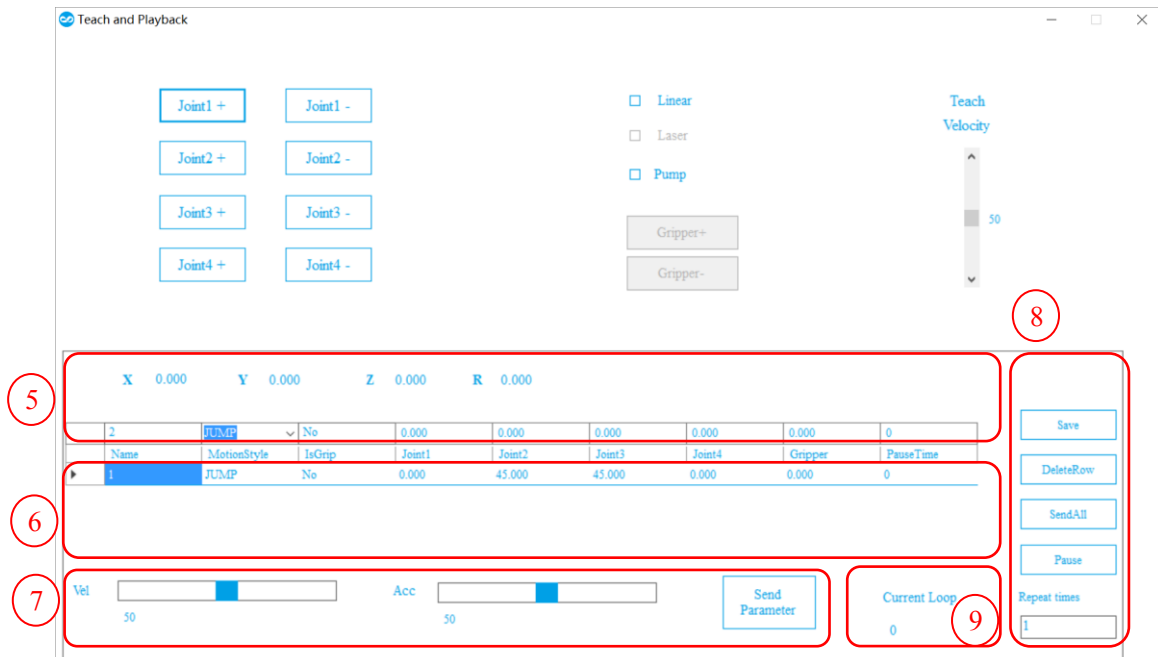 Teach and Playback
Joint1 + Joint1 -
Joint2 + Joint2 -
Joint3 + Joint3 -
Joint4 + Joint4 -
Linear
Laser
Pump
Gripper+
Gripper-
Teach
Velocity
50
8
5
X 0.000 Y 0.000 Z 0.000 R 0.000
2 JUMP No 0.000 0.000 0.000 0.000 0.000 0
Name MotionStyle IsGrip Joint1 Joint2 Joint3 Joint4 Gripper PauseTime
6
1 JUMP No 0.000 45.000 45.000 0.000 0.000 0
7
Vel
50
Acc
50
Send
Parameter
Current Loop
0
9
Save
DeleteRow
SendAll
Pause
Repeat times
1